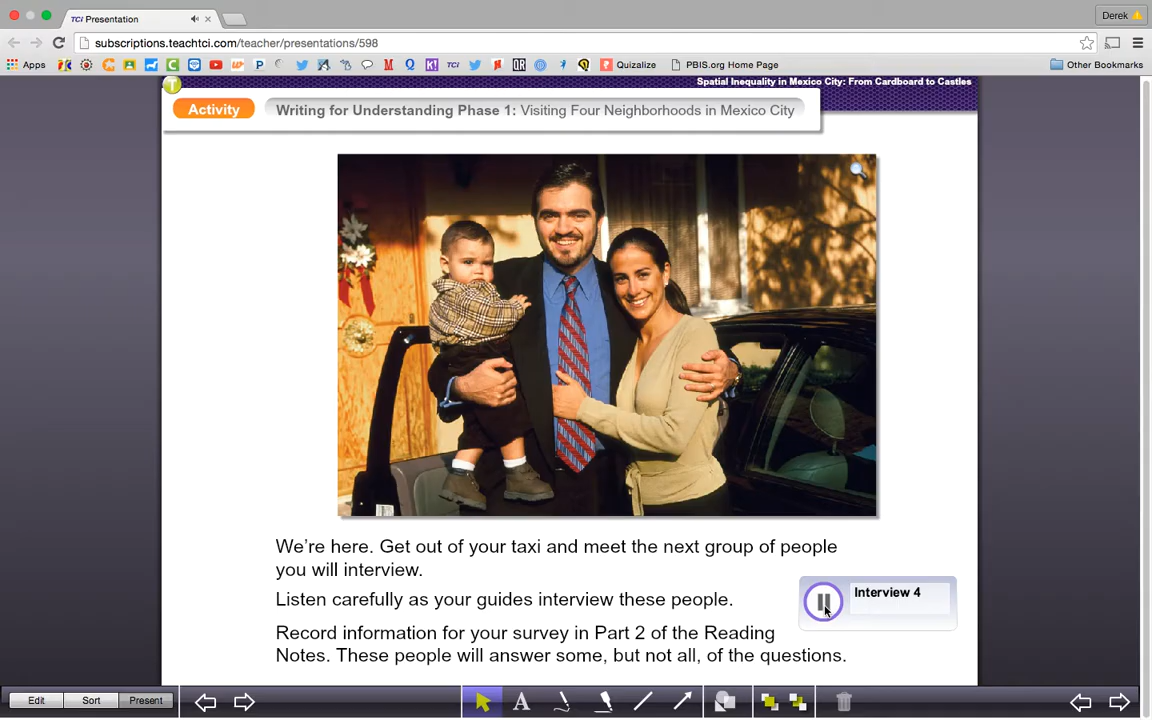 TCI Presentation
Derek
subscriptions.teachtci.com/teacher/presentations/598
Apps
M
Q
K!
TCI
OR
Quizalize
PBIS.org Home Page
Other Bookmarks
T
Spatial Inequality in Mexico City: From Cardboard to Castles
Activity
Writing for Understanding Phase 1: Visiting Four Neighborhoods in Mexico City
We're here. Get out of your taxi and meet the next group of people
you will interview.
Interview 4
Listen carefully as your guides interview these people.
Record information for your survey in Part 2 of the Reading
Notes. These people will answer some, but not all, of the questions.
Edit
Sort
Present
A